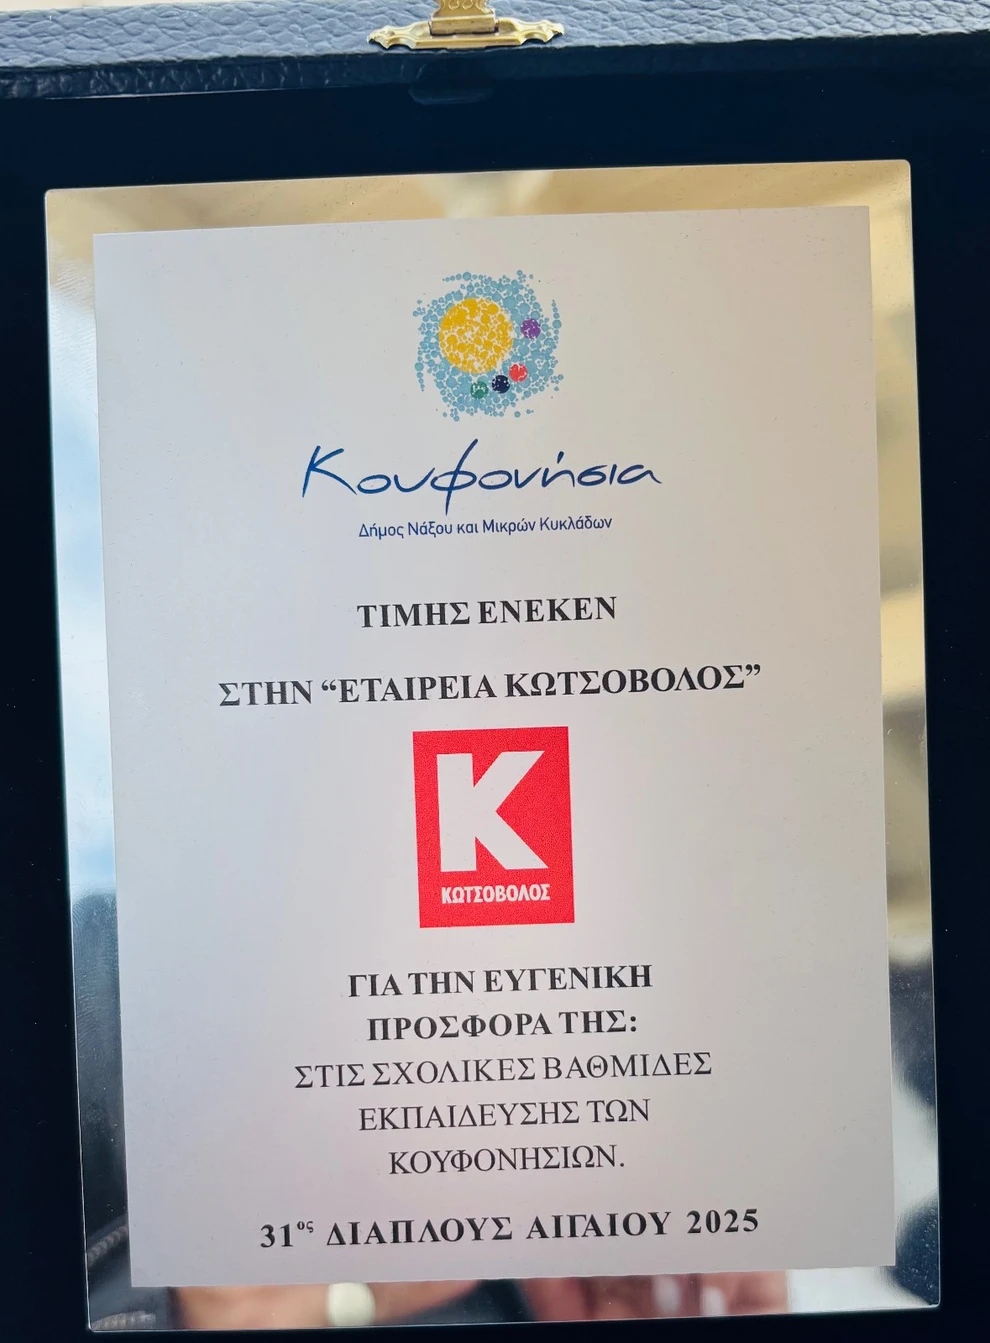 Κουφονήσια
Δήμος Νάξου και Μικρών Κυκλάδων
ΤΙΜΗΣ ΕΝΕΚΕΝ
ΣΤΗΝ “ΕΤΑΙΡΕΙΑ ΚΩΤΣΟΒΟΛΟΣ”
Κ
ΚΩΤΣΟΒΟΛΟΣ
ΓΙΑ ΤΗΝ ΕΥΓΕΝΙΚΗ
ΠΡΟΣΦΟΡΑ ΤΗΣ:
ΣΤΙΣ ΣΧΟΛΙΚΕΣ ΒΑΘΜΙΔΕΣ
ΕΚΠΑΙΔΕΥΣΗΣ ΤΩΝ
ΚΟΥΦΟΝΗΣΙΩΝ.
31ος ΔΙΑΠΛΟΥΣ ΑΙΓΑΙΟΥ 2025